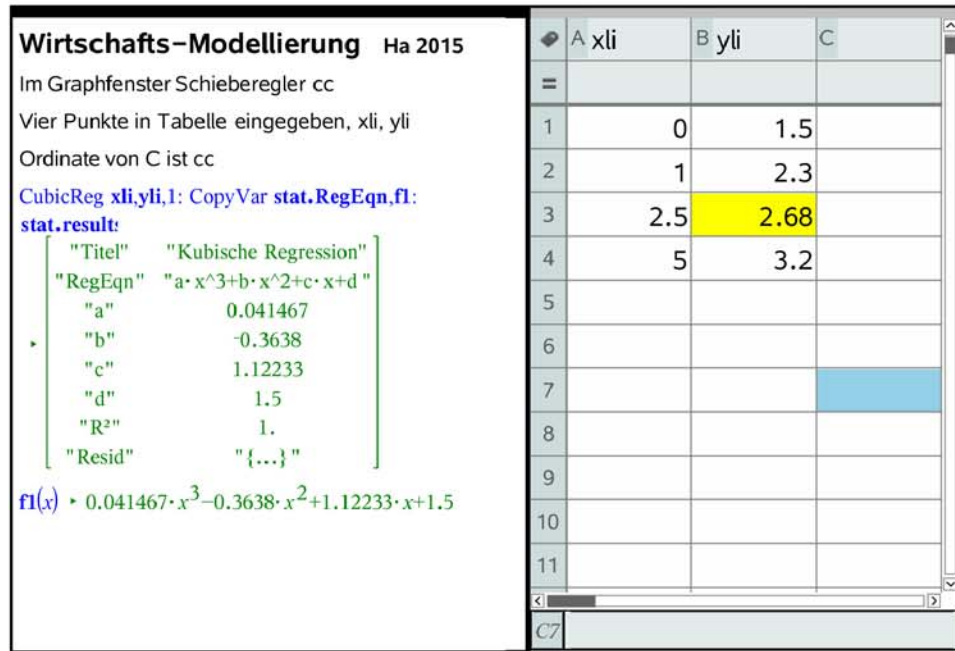 Wirtschafts-Modellierung Ha 2015
Im Graphfenster Schieberegler cc
Vier Punkte in Tabelle eingegeben, xli, yli
Ordinate von C ist cc
CubicReg xli,yli,1: CopyVar stat.RegEqn,f1:
stat.results
"Titel" "Kubische Regression"
"RegEqn" "a·x^3+b·x^2+c·x+d"
"a" 0.041467
"b" -0.3638
"c" 1.12233
"d" 1.5
"R²" 1.
"Resid" "{...}"
f1(x) ▸ 0.041467·x³-0.3638·x²+1.12233·x+1.5
A xli B yli C
=
1 0 1.5
2 1 2.3
3 2.5 2.68
4 5 3.2
5
6
7
8
9
10
11
C7